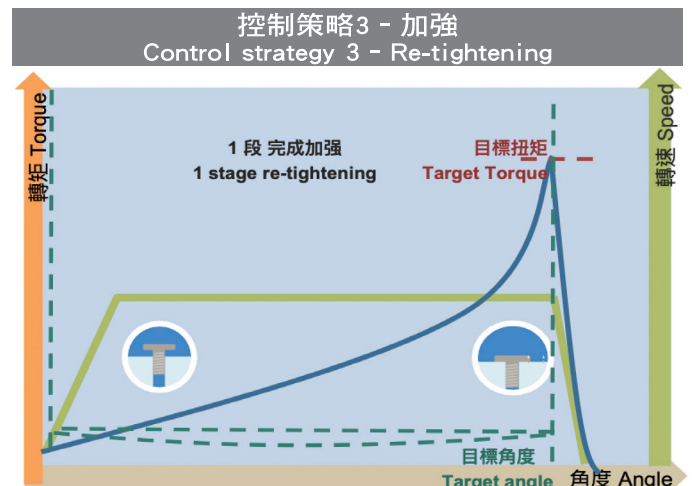 控制策略3 - 加強
Control strategy 3 - Re-tightening
轉矩 Torque
轉速 Speed
1 段 完成加强
1 stage re-tightening
目標扭矩
Target Torque
目標角度
Target angle
角度 Angle